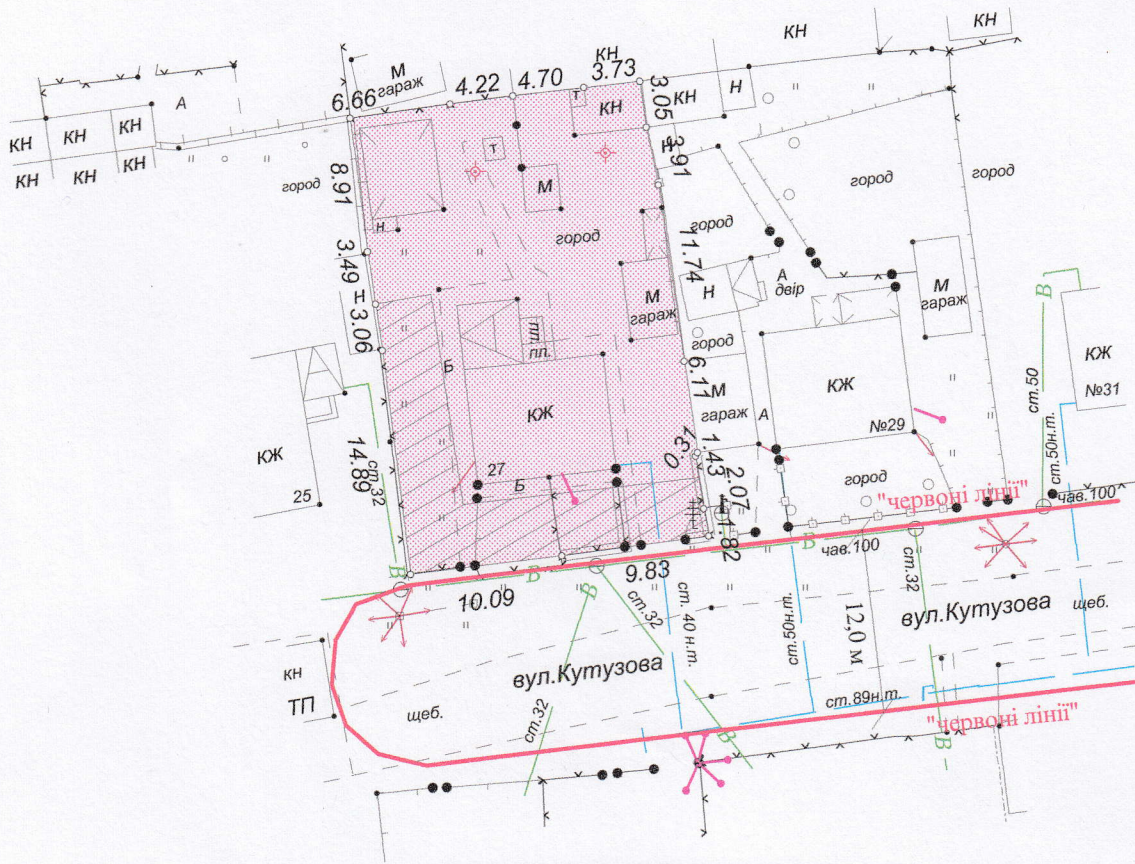 КН
КН
КН
М
гараж
4.22
4.70
3.73
6.66
А
КН
КН
КН
КН
КН
КН
КН
Т
КН
3.05
КН
Н
8.91
город
Т
М
Н
3.91
город
город
город
Н
город
3.49
11.74
А
двір
М
гараж
Н
М
гараж
Н
3.06
пл.
пл.
Б
город
6.11
М
гараж
А
КЖ
№29
ст.50
В
КЖ
№31
КЖ
25
14.89
ст.32
КЖ
27
Б
0.37
1.43
2.07
1.82
город
"червоні лінії"
ст.50н.т.
чав.100
В
В
В
чав.100
9.83
10.09
ст.32
В
ст.32
ст. 40 н.т.
ст.50н.т.
12,0 м
вул.Кутузова
щеб.
КН
ТП
вул.Кутузова
щеб.
ст.32
ст.89н.т.
"червоні лінії"
В
В